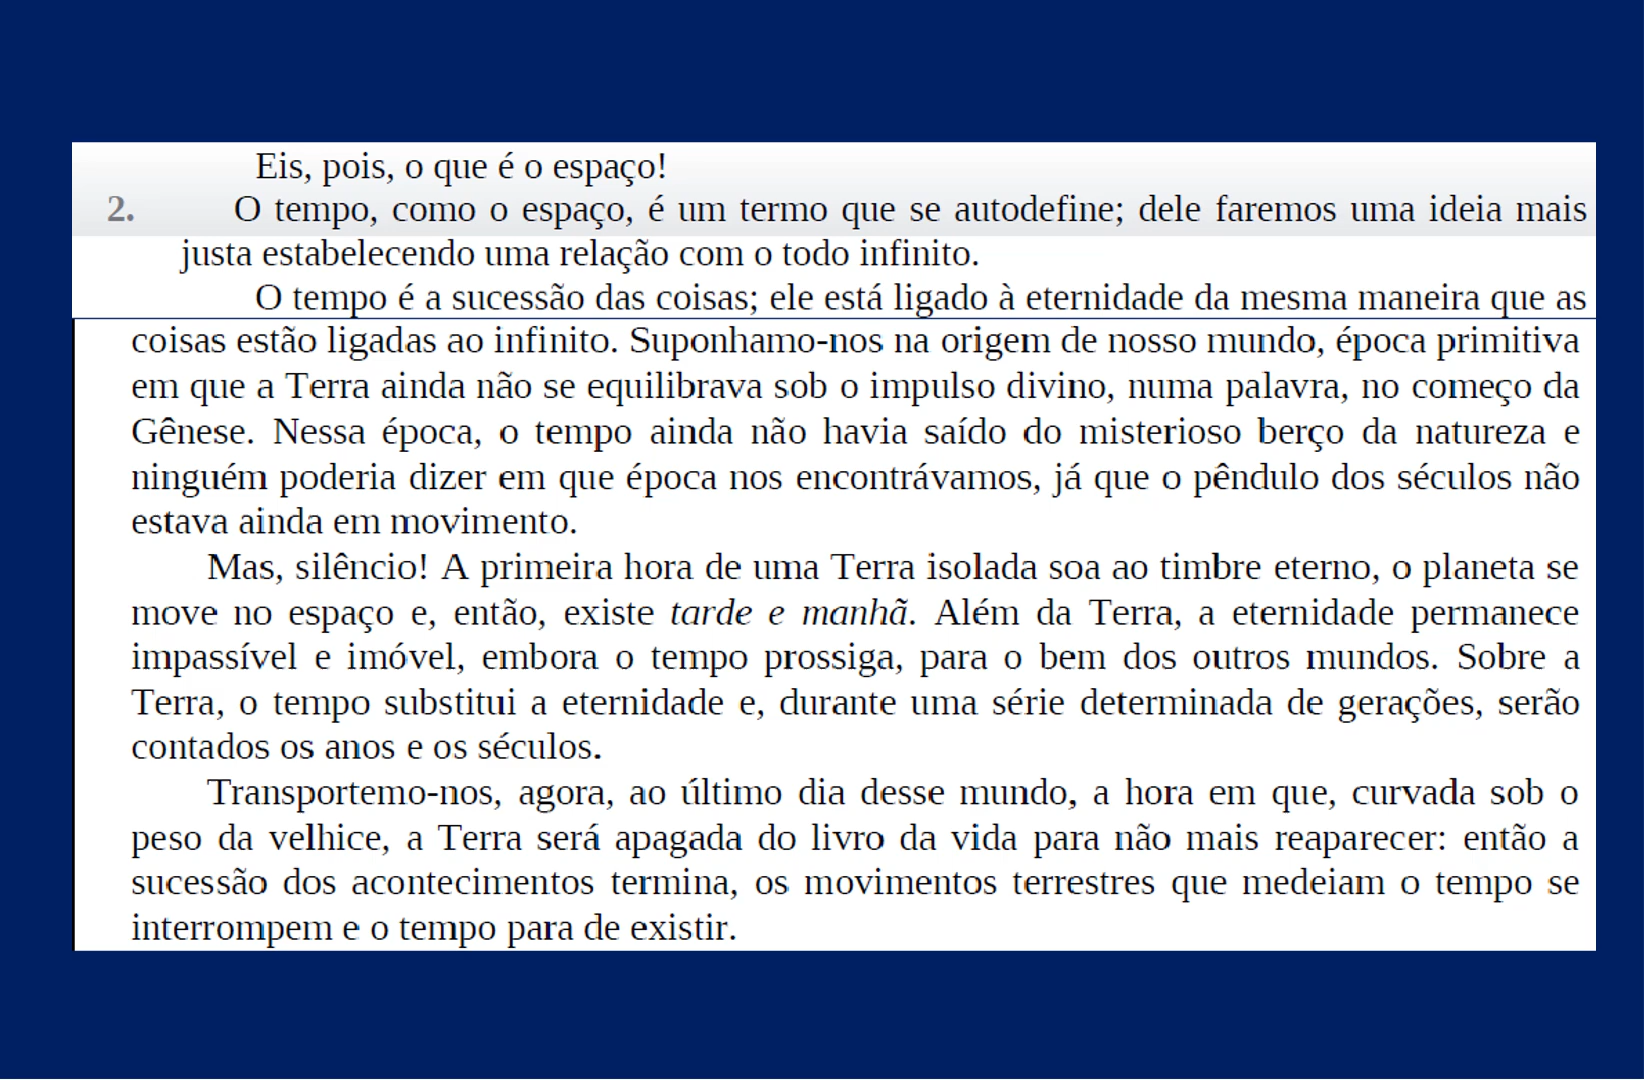 Eis, pois, o que é o espaço!
2. O tempo, como o espaço, é um termo que se autodefine; dele faremos uma ideia mais
justa estabelecendo uma relação com o todo infinito.
O tempo é a sucessão das coisas; ele está ligado à eternidade da mesma maneira que as
coisas estão ligadas ao infinito. Suponhamo-nos na origem de nosso mundo, época primitiva
em que a Terra ainda não se equilibrava sob o impulso divino, numa palavra, no começo da
Gênese. Nessa época, o tempo ainda não havia saído do misterioso berço da natureza e
ninguém poderia dizer em que época nos encontrávamos, já que o pêndulo dos séculos não
estava ainda em movimento.
Mas, silêncio! A primeira hora de uma Terra isolada soa ao timbre eterno, o planeta se
move no espaço e, então, existe tarde e manhã. Além da Terra, a eternidade permanece
impassível e imóvel, embora o tempo prossiga, para o bem dos outros mundos. Sobre a
Terra, o tempo substitui a eternidade e, durante uma série determinada de gerações, serão
contados os anos e os séculos.
Transportemo-nos, agora, ao último dia desse mundo, a hora em que, curvada sob o
peso da velhice, a Terra será apagada do livro da vida para não mais reaparecer: então a
sucessão dos acontecimentos termina, os movimentos terrestres que medeiam o tempo se
interrompem e o tempo para de existir.